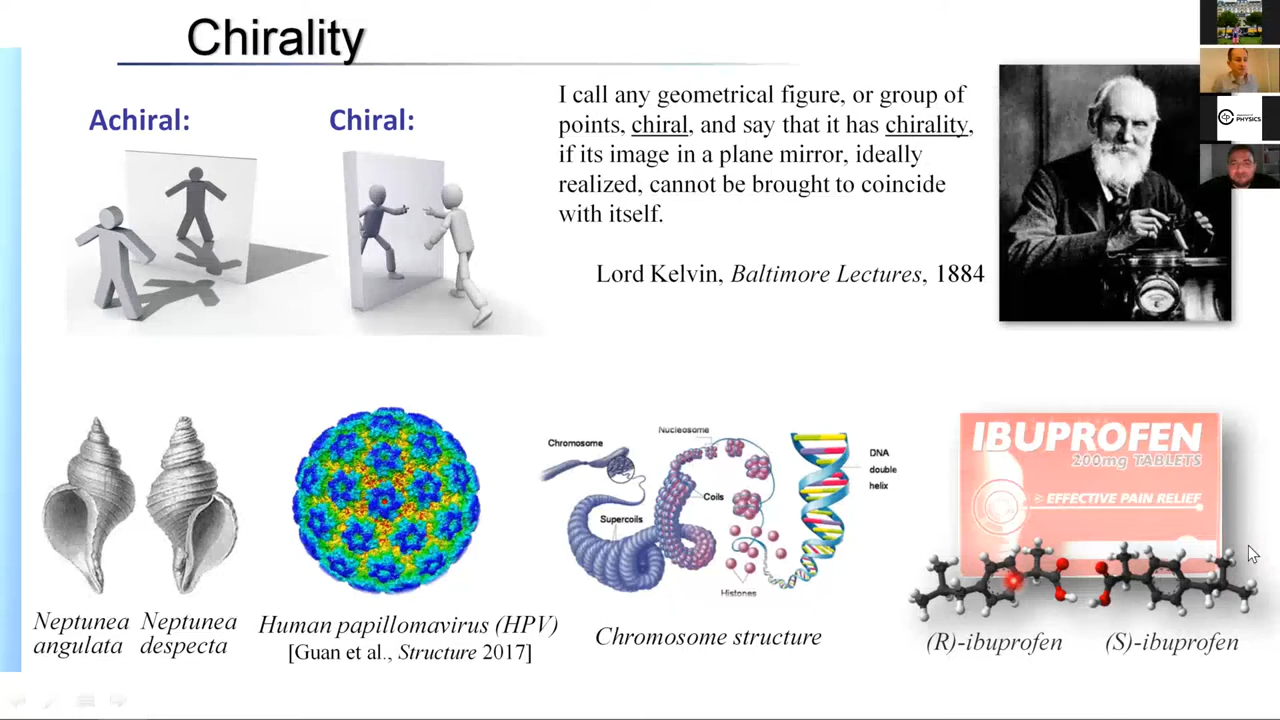 Chirality
Achiral:
Chiral:
I call any geometrical figure, or group of
points, chiral, and say that it has chirality,
if its image in a plane mirror, ideally
realized, cannot be brought to coincide
with itself.
Lord Kelvin, Baltimore Lectures, 1884
PHYSICS
Chromosome
Nucleosome
Coils
Supercoils
Histones
DNA
double
helix
IBUPROFEN
200mg TABLETS
EFFECTIVE PAIN RELIEF
Neptunea
angulata
Neptunea
despecta
Human papillomavirus (HPV)
[Guan et al., Structure 2017]
Chromosome structure
(R)-ibuprofen
(S)-ibuprofen